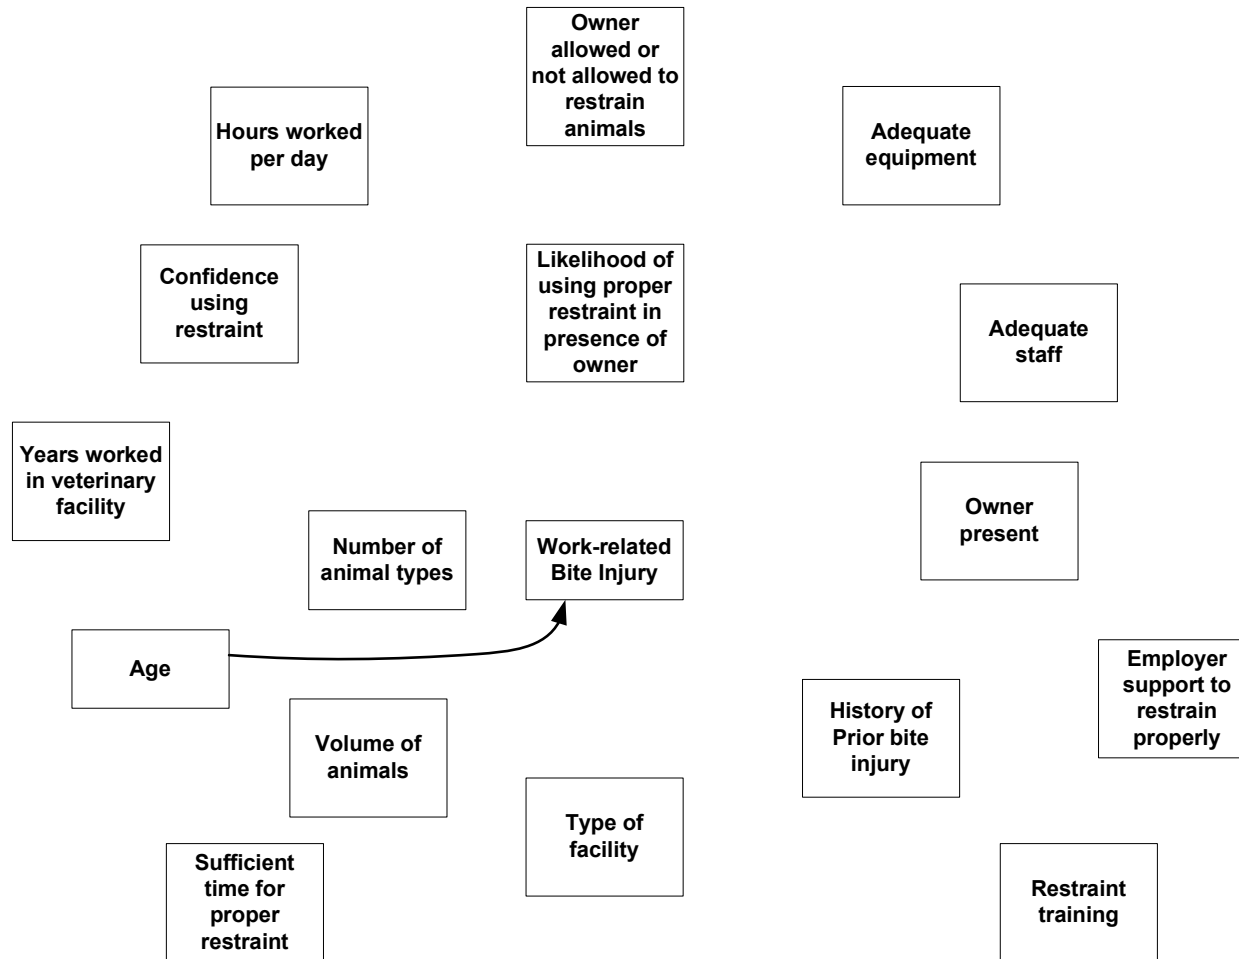 Owner
allowed or
not allowed to
restrain
animals
Hours worked
per day
Adequate
equipment
Confidence
using
restraint
Likelihood of
using proper
restraint in
presence of
owner
Adequate
staff
Years worked
in veterinary
facility
Number of
animal types
Work-related
Bite Injury
Owner
present
Age
Employer
support to
restrain
properly
History of
Prior bite
injury
Volume of
animals
Type of
facility
Sufficient
time for
proper
restraint
Restraint
training